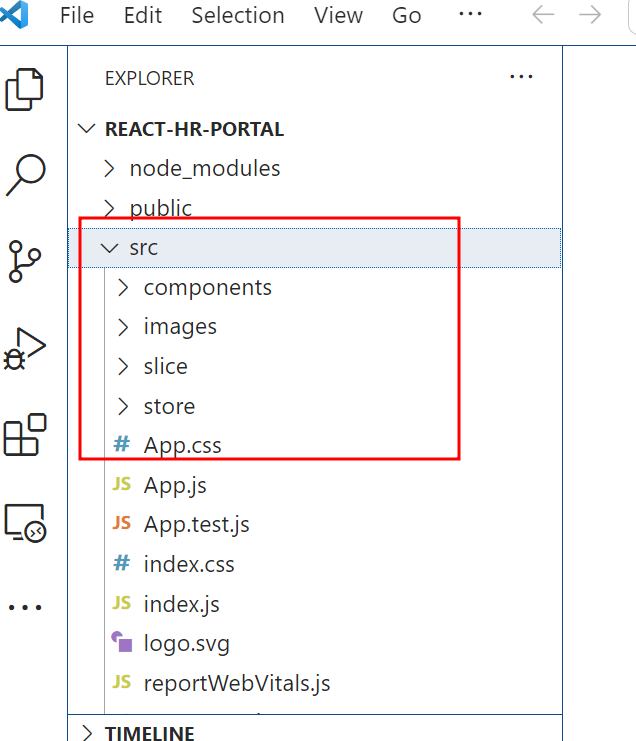 File Edit Selection View Go ...
EXPLORER ...
REACT-HR-PORTAL
node_modules
public
src
components
images
slice
store
# App.css
JS App.js
JS App.test.js
# index.css
JS index.js
logo.svg
JS reportWebVitals.js
TIMELINE